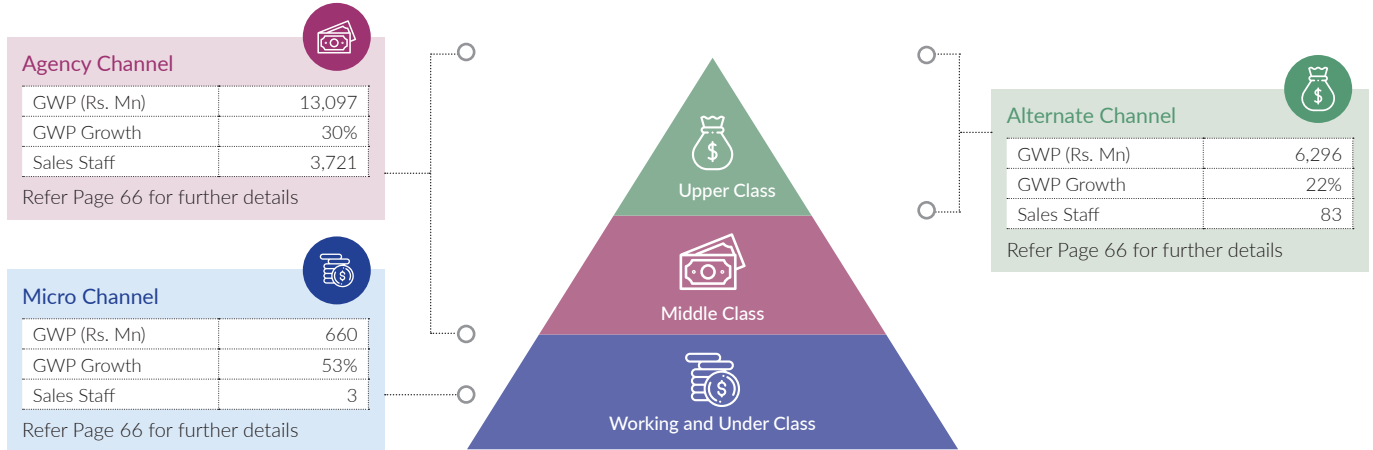 Agency Channel
GWP (Rs. Mn) 13,097
GWP Growth 30%
Sales Staff 3,721
Refer Page 66 for further details
Micro Channel
GWP (Rs. Mn) 660
GWP Growth 53%
Sales Staff 3
Refer Page 66 for further details
$
Upper Class
Middle Class
$
Working and Under Class
Alternate Channel
GWP (Rs. Mn) 6,296
GWP Growth 22%
Sales Staff 83
Refer Page 66 for further details